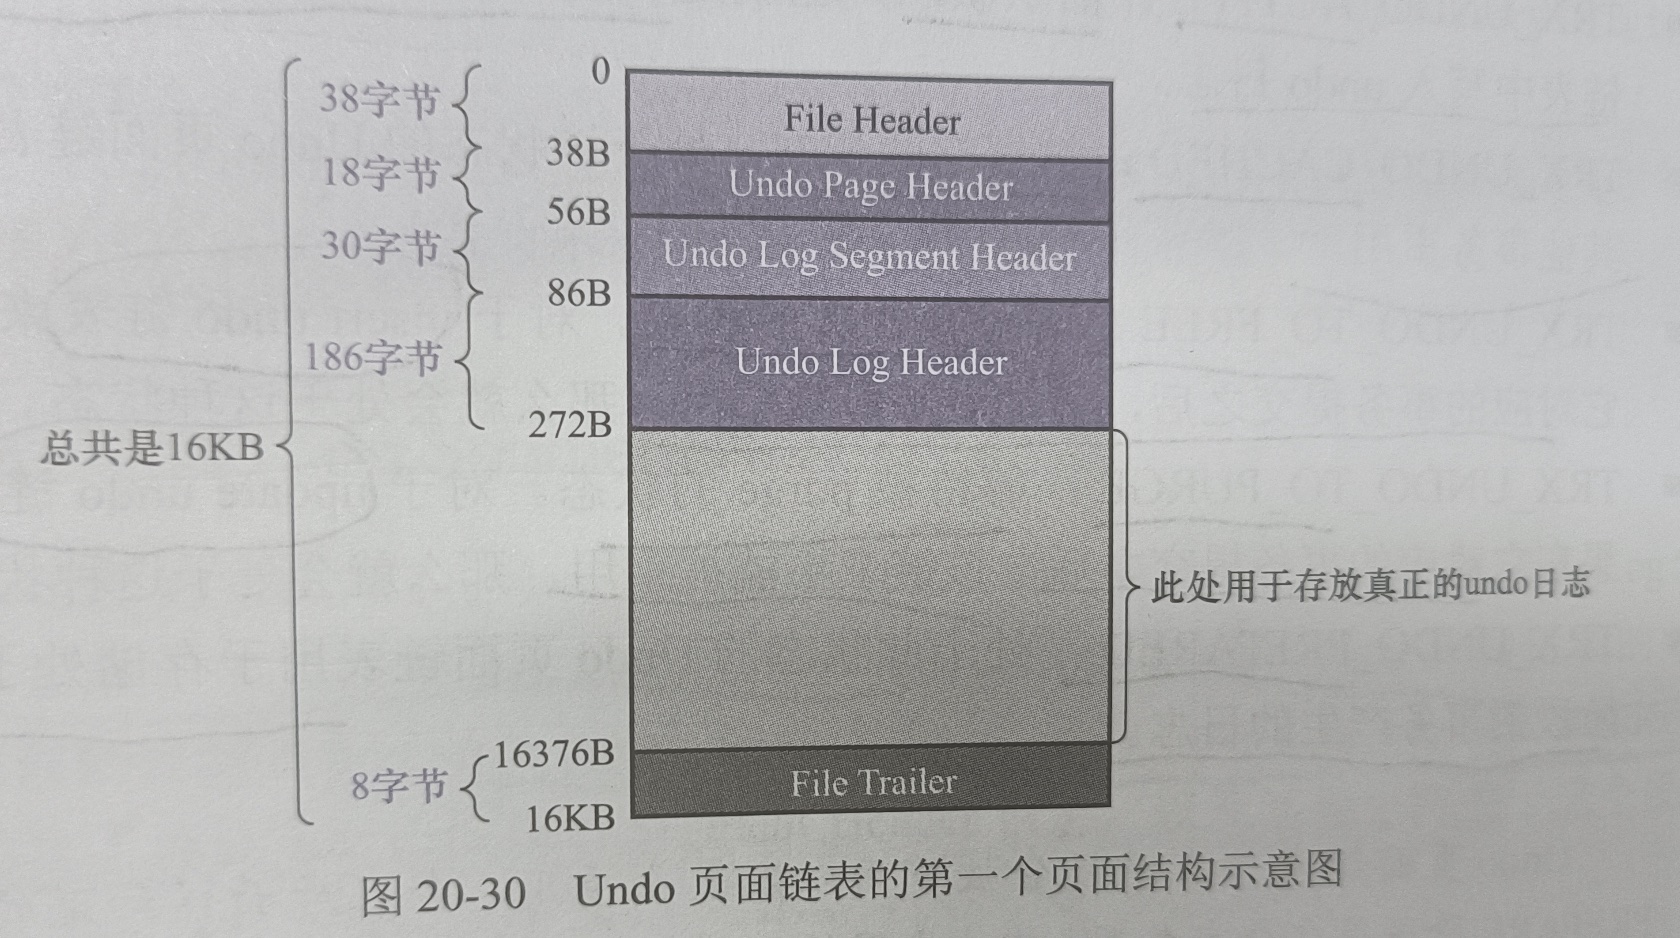 0
38字节
File Header
38B
18字节
Undo Page Header
56B
30字节
Undo Log Segment Header
86B
186字节
Undo Log Header
272B
总共是16KB
此处用于存放真正的undo日志
16376B
8字节
File Trailer
16KB
图 20-30 Undo 页面链表的第一个页面结构示意图